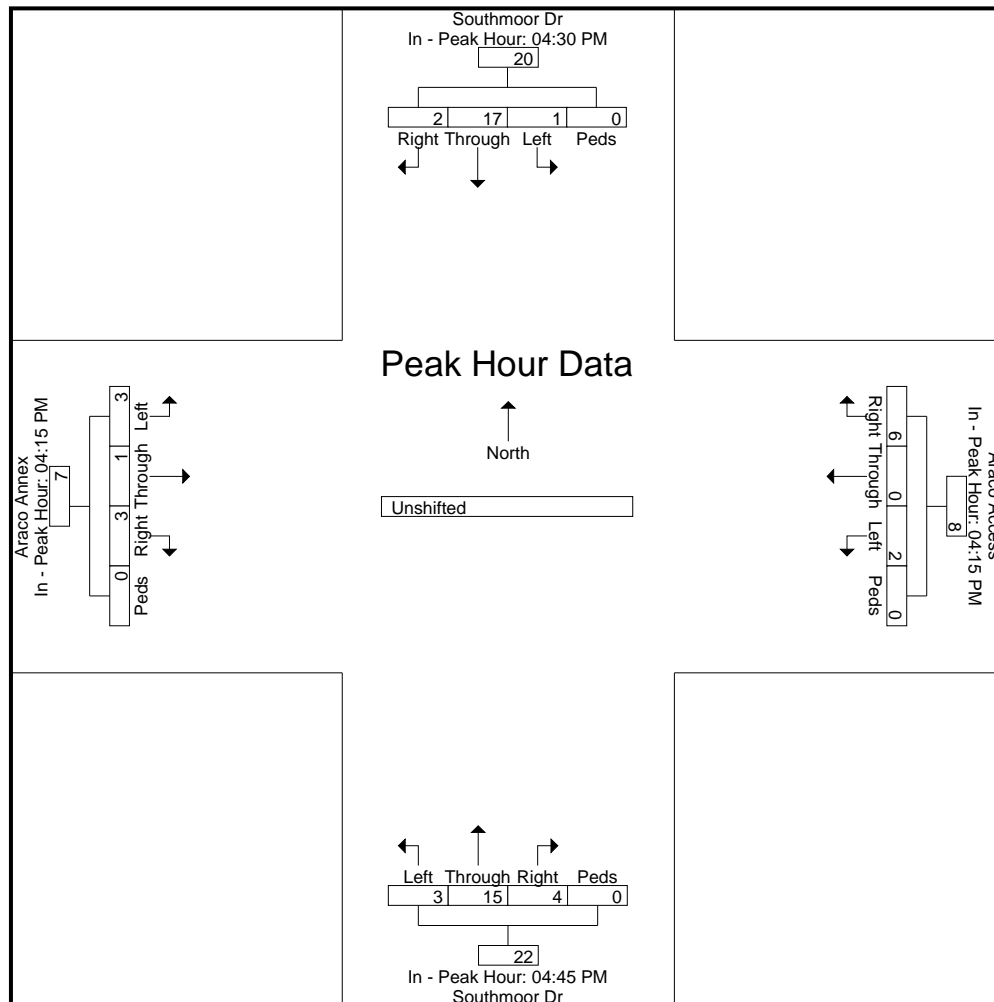 Southmoor Dr
In - Peak Hour: 04:30 PM
20
2 17 1 0
Right Through Left Peds
Peak Hour Data
North
Unshifted
Araco Annex
In - Peak Hour: 04:15 PM
7
3 1 3 0
Left Through Right Peds
Right Through Left Peds
6 0 2 0
8
In - Peak Hour: 04:15 PM
Araco Access
Left Through Right Peds
3 15 4 0
22
In - Peak Hour: 04:45 PM
Southmoor Dr